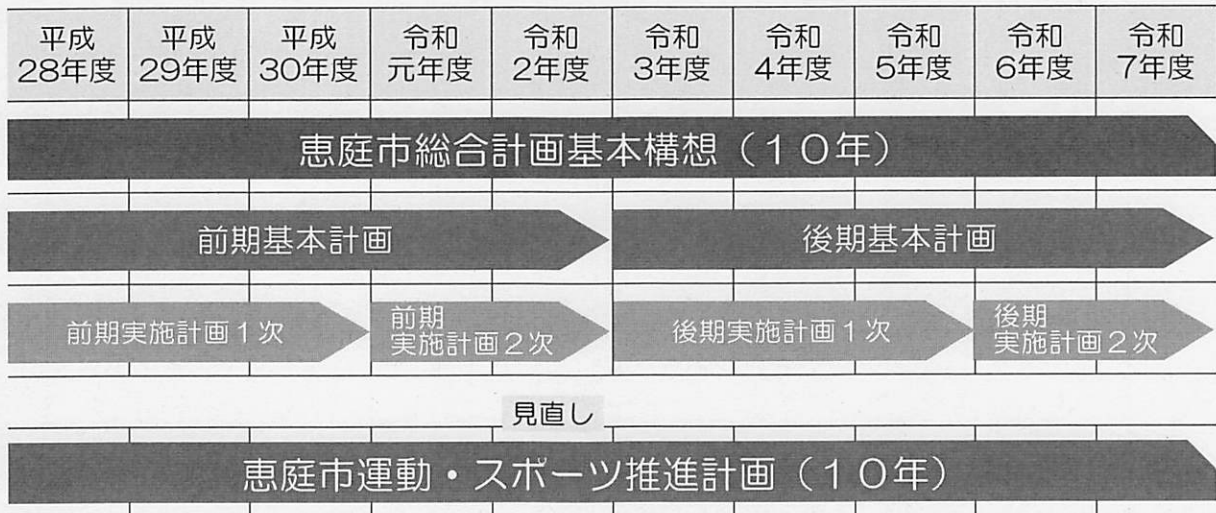 平成
28年度
平成
29年度
平成
30年度
令和
元年度
令和
2年度
令和
3年度
令和
4年度
令和
5年度
令和
6年度
令和
7年度
恵庭市総合計画基本構想（１０年）
前期基本計画
後期基本計画
前期実施計画１次
前期
実施計画２次
後期実施計画１次
後期
実施計画２次
見直し
恵庭市運動・スポーツ推進計画（１０年）